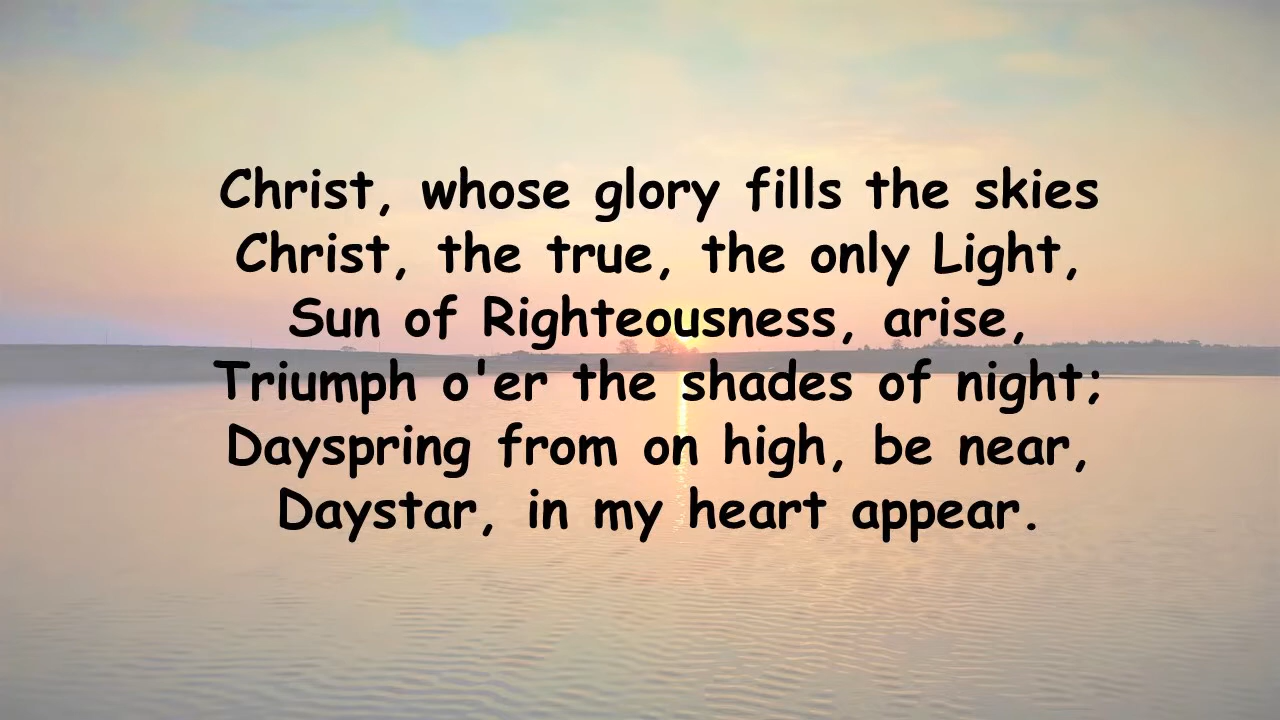 Christ, whose glory fills the skies
Christ, the true, the only Light,
Sun of Righteousness, arise,
Triumph o'er the shades of night;
Dayspring from on high, be near,
Daystar, in my heart appear.